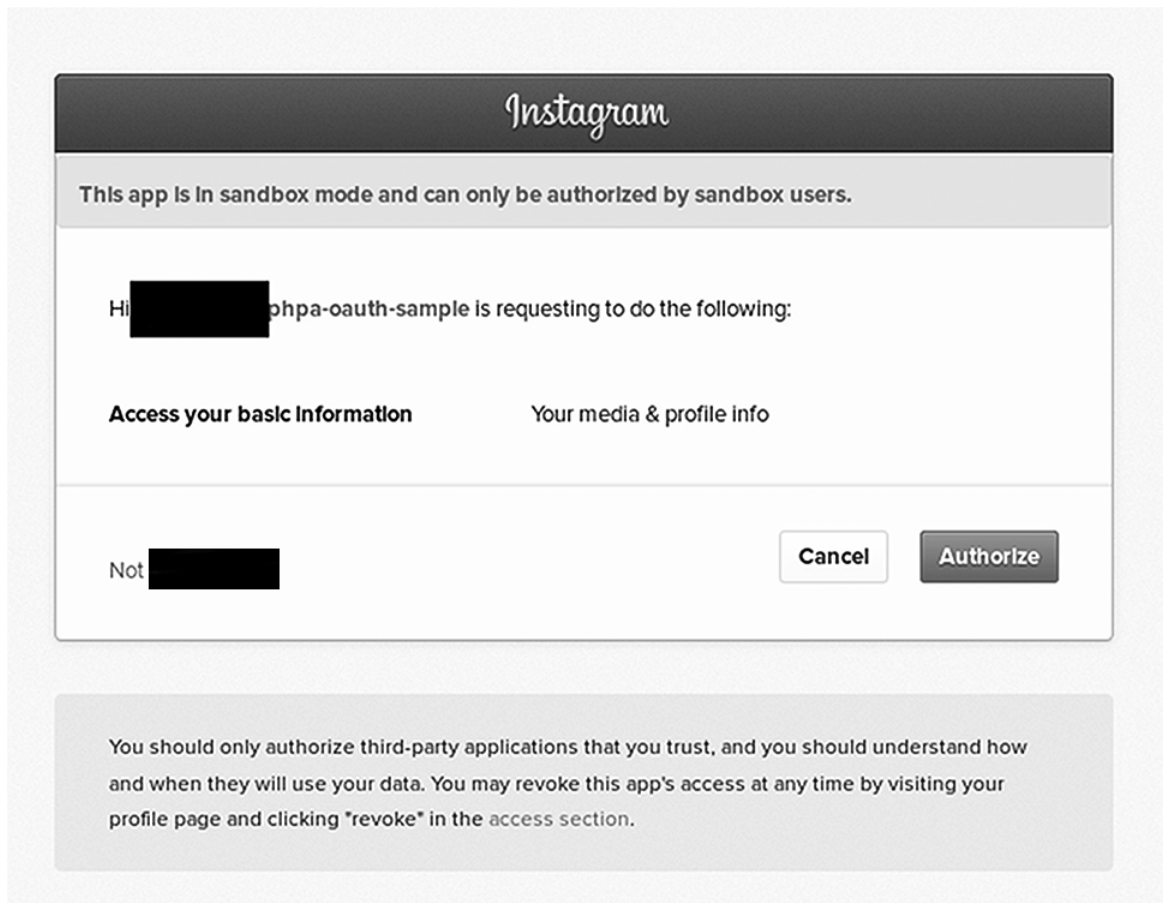 Instagram
This app is in sandbox mode and can only be authorized by sandbox users.
Hi phpa-oauth-sample is requesting to do the following:
Access your basic information Your media & profile info
Not
Cancel Authorize
You should only authorize third-party applications that you trust, and you should understand how
and when they will use your data. You may revoke this app's access at any time by visiting your
profile page and clicking "revoke" in the access section.